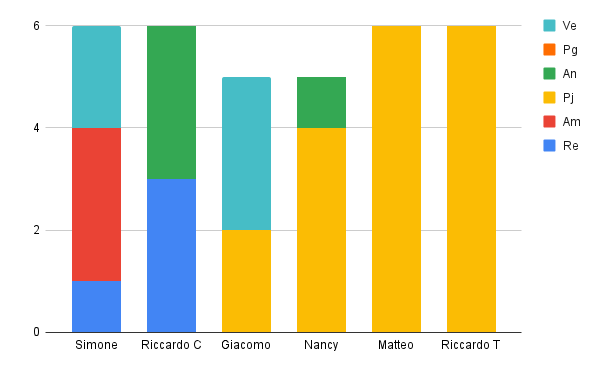 6
4
2
0
Simone Riccardo C Giacomo Nancy Matteo Riccardo T
Ve
Pg
An
Pj
Am
Re